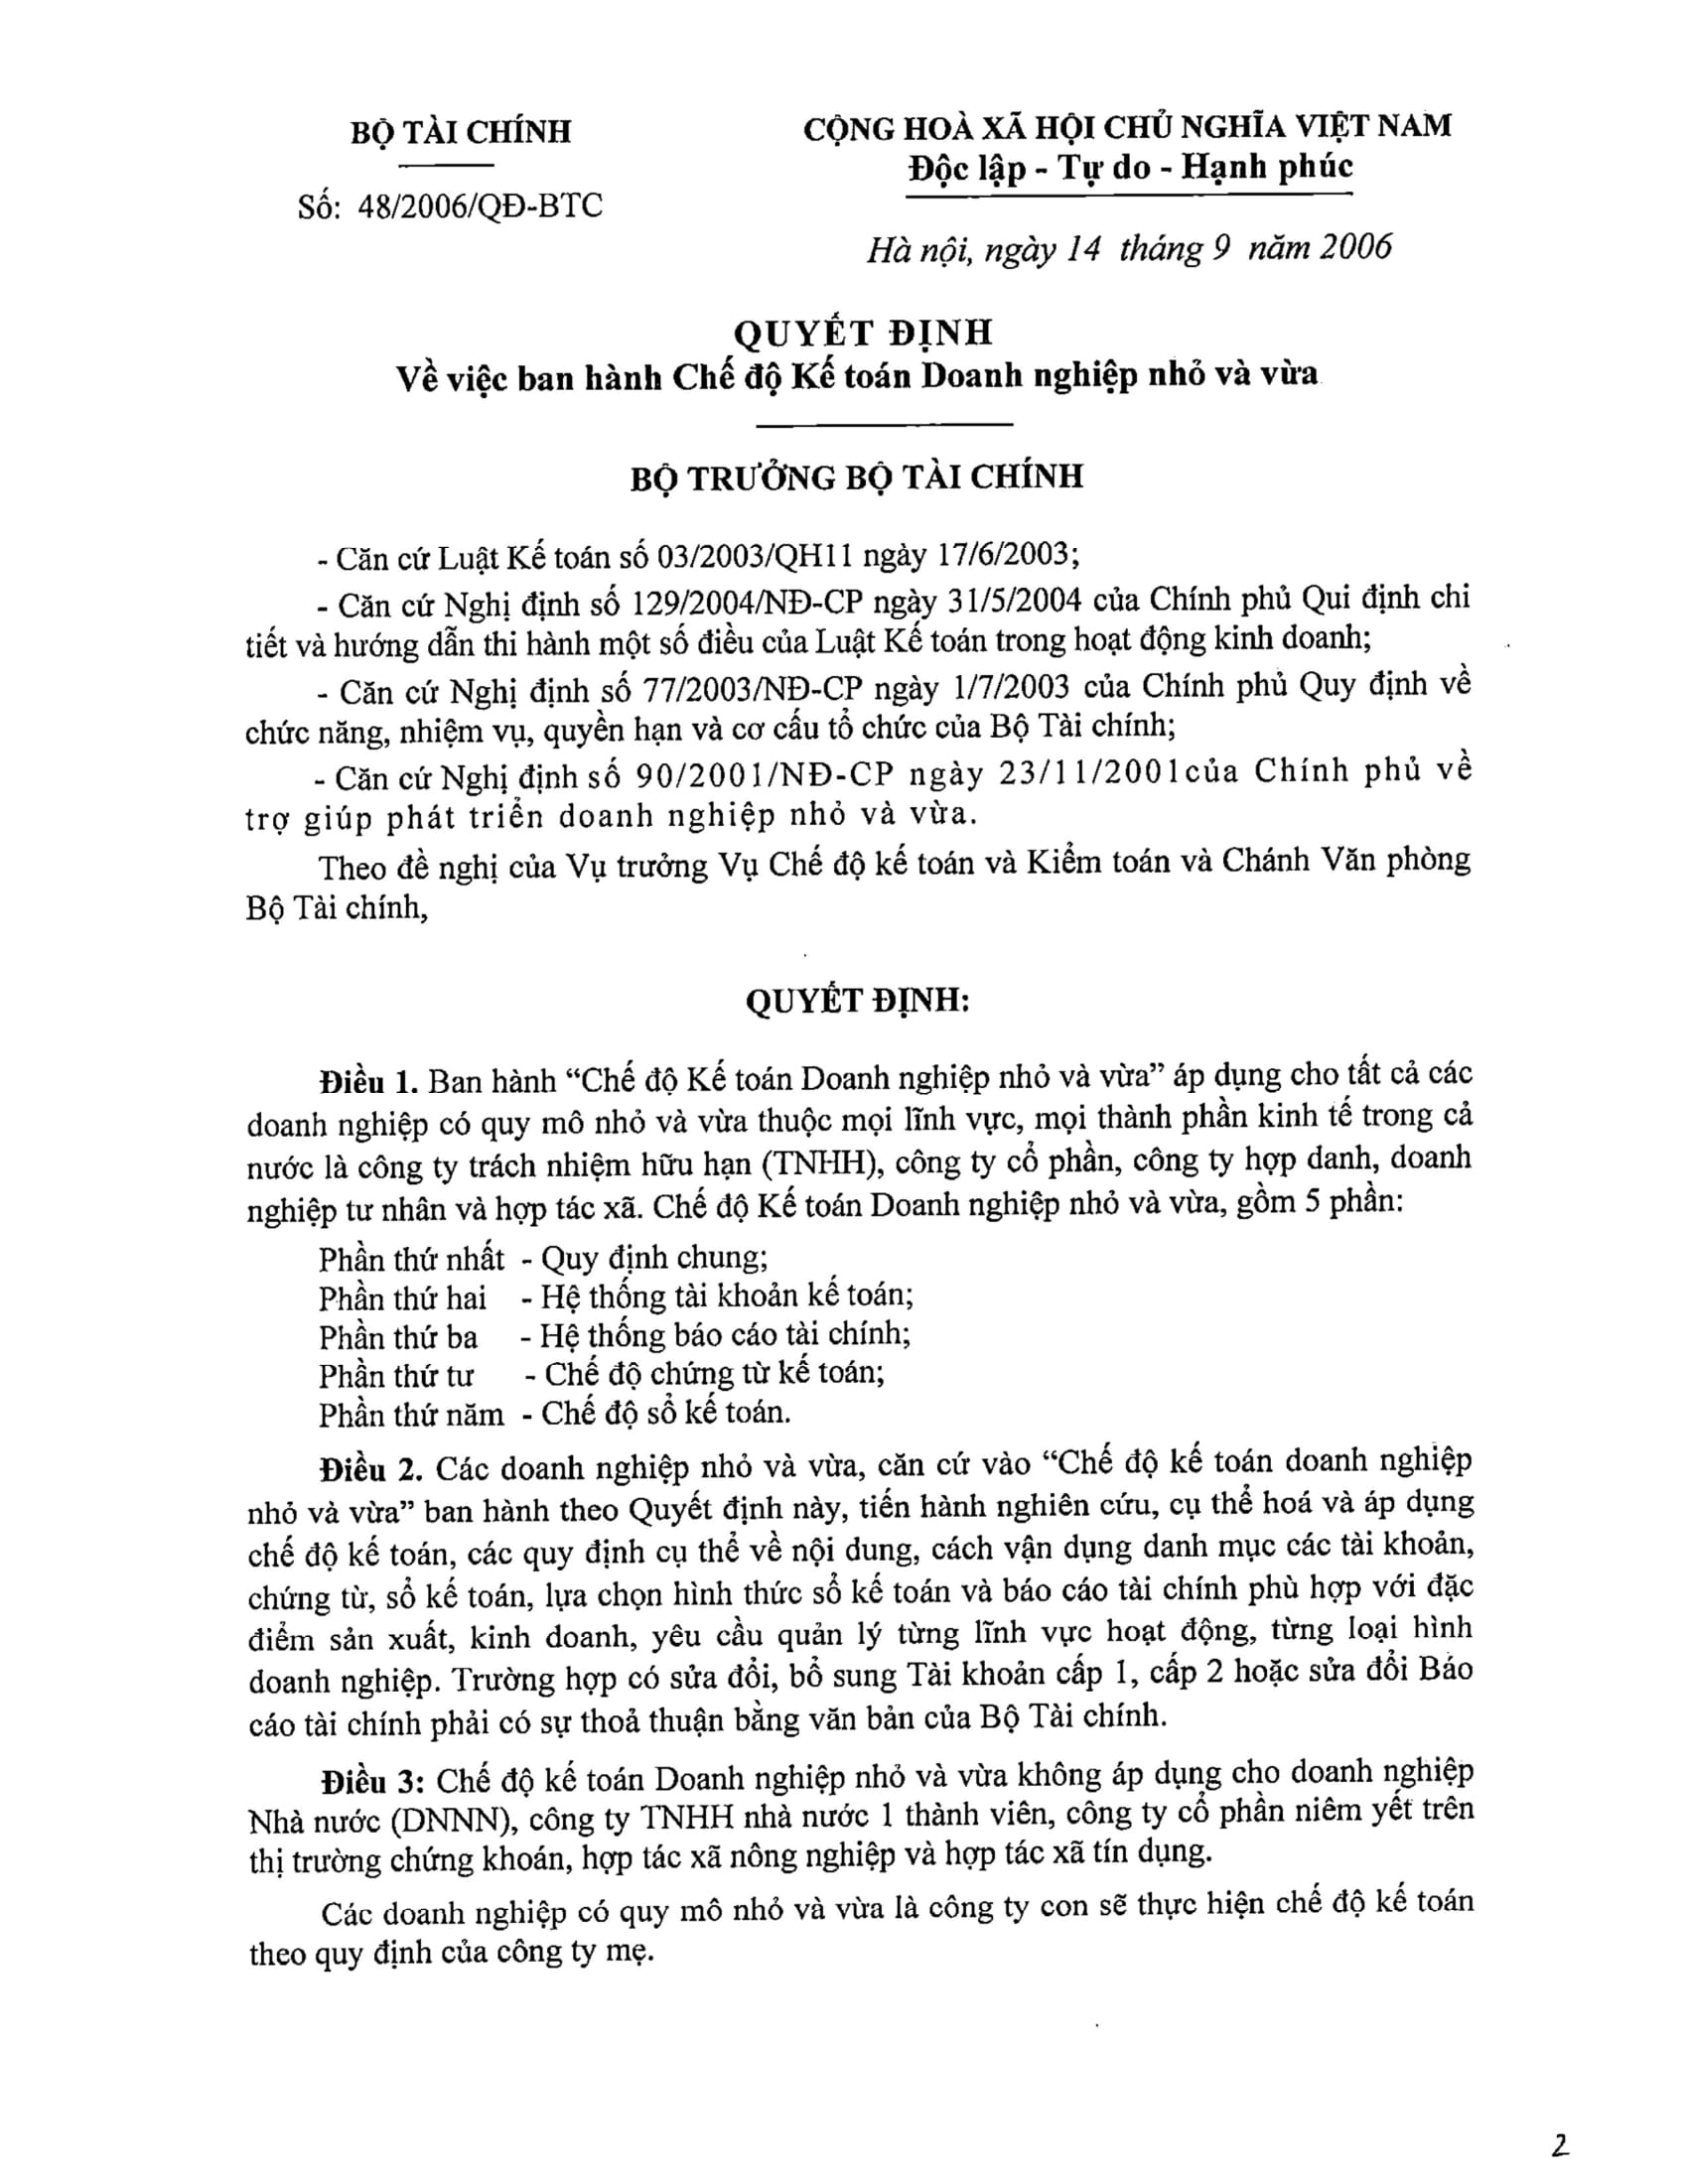 BỘ TÀI CHÍNH
CỘNG HOÀ XÃ HỘI CHỦ NGHĨA VIỆT NAM
Độc lập - Tự do - Hạnh phúc
Số: 48/2006/QĐ-BTC
Hà nội, ngày 14 tháng 9 năm 2006
QUYẾT ĐỊNH
Về việc ban hành Chế độ Kế toán Doanh nghiệp nhỏ và vừa
BỘ TRƯỞNG BỘ TÀI CHÍNH
- Căn cứ Luật Kế toán số 03/2003/QH11 ngày 17/6/2003;
- Căn cứ Nghị định số 129/2004/NĐ-CP ngày 31/5/2004 của Chính phủ Qui định chi
tiết và hướng dẫn thi hành một số điều của Luật Kế toán trong hoạt động kinh doanh;
- Căn cứ Nghị định số 77/2003/NĐ-CP ngày 1/7/2003 của Chính phủ Quy định về
chức năng, nhiệm vụ, quyền hạn và cơ cấu tổ chức của Bộ Tài chính;
- Căn cứ Nghị định số 90/2001/NĐ-CP ngày 23/11/2001của Chính phủ về
trợ giúp phát triển doanh nghiệp nhỏ và vừa.
Theo đề nghị của Vụ trưởng Vụ Chế độ kế toán và Kiểm toán và Chánh Văn phòng
Bộ Tài chính,
QUYẾT ĐỊNH:
Điều 1. Ban hành “Chế độ Kế toán Doanh nghiệp nhỏ và vừa” áp dụng cho tất cả các
doanh nghiệp có quy mô nhỏ và vừa thuộc mọi lĩnh vực, mọi thành phần kinh tế trong cả
nước là công ty trách nhiệm hữu hạn (TNHH), công ty cổ phần, công ty hợp danh, doanh
nghiệp tư nhân và hợp tác xã. Chế độ Kế toán Doanh nghiệp nhỏ và vừa, gồm 5 phần:
Phần thứ nhất - Quy định chung;
Phần thứ hai - Hệ thống tài khoản kế toán;
Phần thứ ba - Hệ thống báo cáo tài chính;
Phần thứ tư - Chế độ chứng từ kế toán;
Phần thứ năm - Chế độ sổ kế toán.
Điều 2. Các doanh nghiệp nhỏ và vừa, căn cứ vào “Chế độ kế toán doanh nghiệp
nhỏ và vừa” ban hành theo Quyết định này, tiến hành nghiên cứu, cụ thể hoá và áp dụng
chế độ kế toán, các quy định cụ thể về nội dung, cách vận dụng danh mục các tài khoản,
chứng từ, sổ kế toán, lựa chọn hình thức sổ kế toán và báo cáo tài chính phù hợp với đặc
điểm sản xuất, kinh doanh, yêu cầu quản lý từng lĩnh vực hoạt động, từng loại hình
doanh nghiệp. Trường hợp có sửa đổi, bổ sung Tài khoản cấp 1, cấp 2 hoặc sửa đổi Báo
cáo tài chính phải có sự thoả thuận bằng văn bản của Bộ Tài chính.
Điều 3: Chế độ kế toán Doanh nghiệp nhỏ và vừa không áp dụng cho doanh nghiệp
Nhà nước (DNNN), công ty TNHH nhà nước 1 thành viên, công ty cổ phần niêm yết trên
thị trường chứng khoán, hợp tác xã nông nghiệp và hợp tác xã tín dụng.
Các doanh nghiệp có quy mô nhỏ và vừa là công ty con sẽ thực hiện chế độ kế toán
theo quy định của công ty mẹ.
2